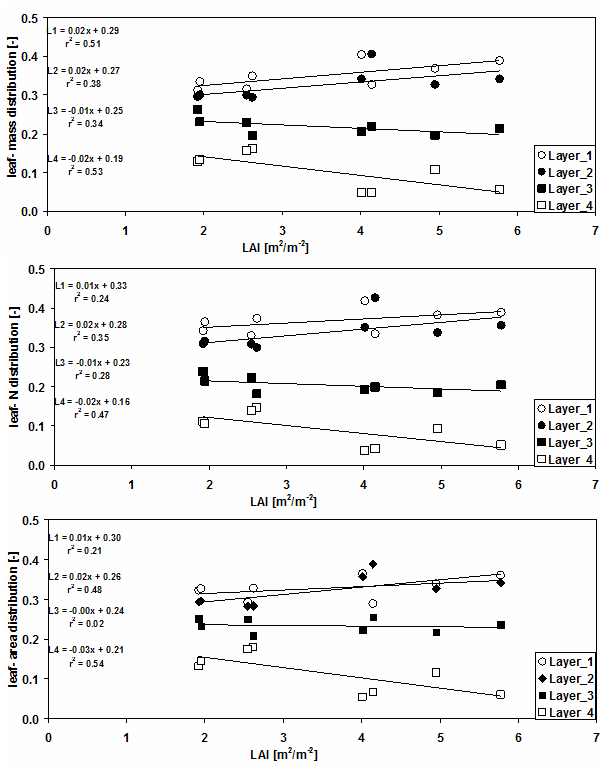 leaf- mass distribution [-]
0.5
0.4
0.3
0.2
0.1
0.0
L1 = 0.02x + 0.29
r² = 0.51
L2 = 0.02x + 0.27
r² = 0.38
L3 = -0.01x + 0.25
r² = 0.34
L4 = -0.02x + 0.19
r² = 0.53
Layer_1
Layer_2
Layer_3
Layer_4
0 1 2 3 4 5 6 7
LAI [m²/m⁻²]
leaf- N distribution [-]
0.5
0.4
0.3
0.2
0.1
0.0
L1 = 0.01x + 0.33
r² = 0.24
L2 = 0.02x + 0.28
r² = 0.35
L3 = -0.01x + 0.23
r² = 0.28
L4 = -0.02x + 0.16
r² = 0.47
Layer_1
Layer_2
Layer_3
Layer_4
0 1 2 3 4 5 6 7
LAI [m²/m⁻²]
leaf- area distribution [-]
0.5
0.4
0.3
0.2
0.1
0.0
L1 = 0.01x + 0.30
r² = 0.21
L2 = 0.02x + 0.26
r² = 0.48
L3 = -0.00x + 0.24
r² = 0.02
L4 = -0.03x + 0.21
r² = 0.54
Layer_1
Layer_2
Layer_3
Layer_4
0 1 2 3 4 5 6 7
LAI [m²/m⁻²]